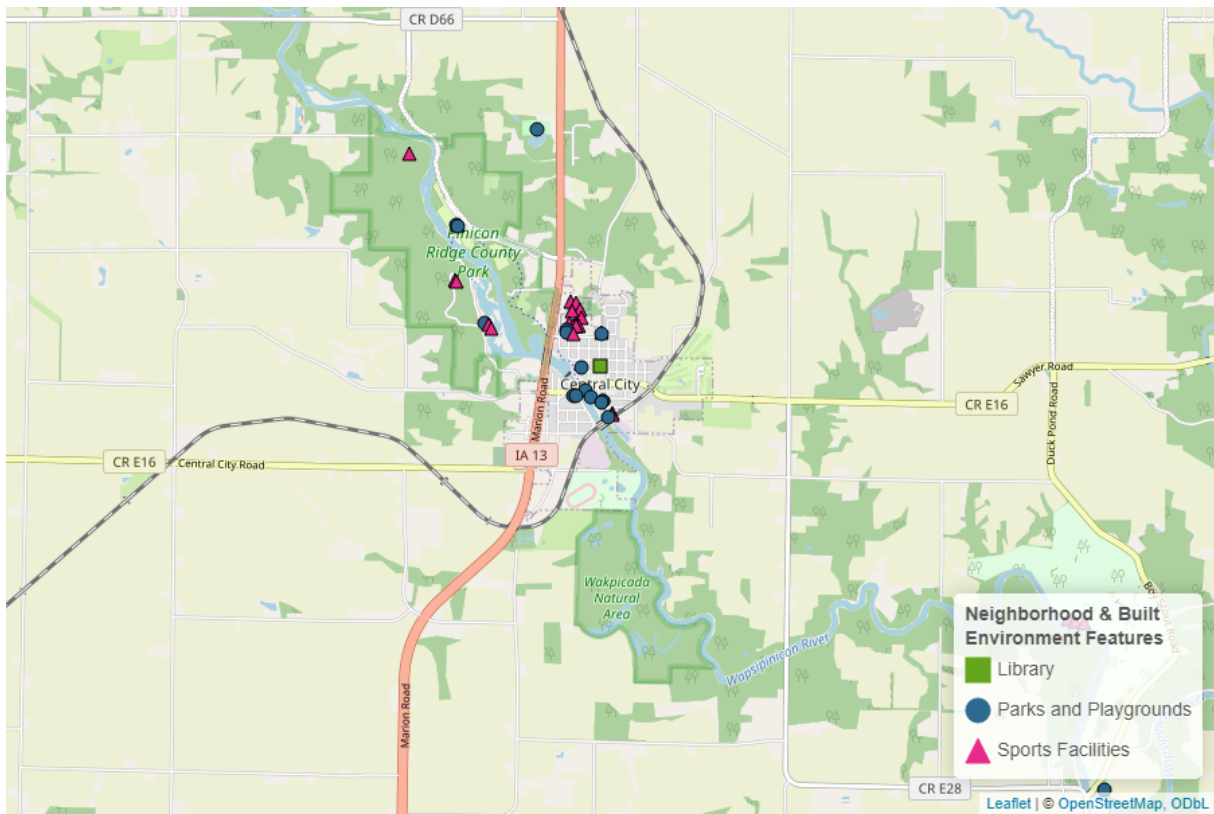 CR D66
Pinicon
Ridge County
Park
Central City
Sawyer Road
CR E16
Marion Road
Duck Pond Road
CR E16
Central City Road
IA 13
Wakpicada
Natural
Area
Wapsipinicon River
Marion Road
Neighborhood & Built
Environment Features
Library
Parks and Playgrounds
Sports Facilities
CR E28
Leaflet | © OpenStreetMap, ODbL